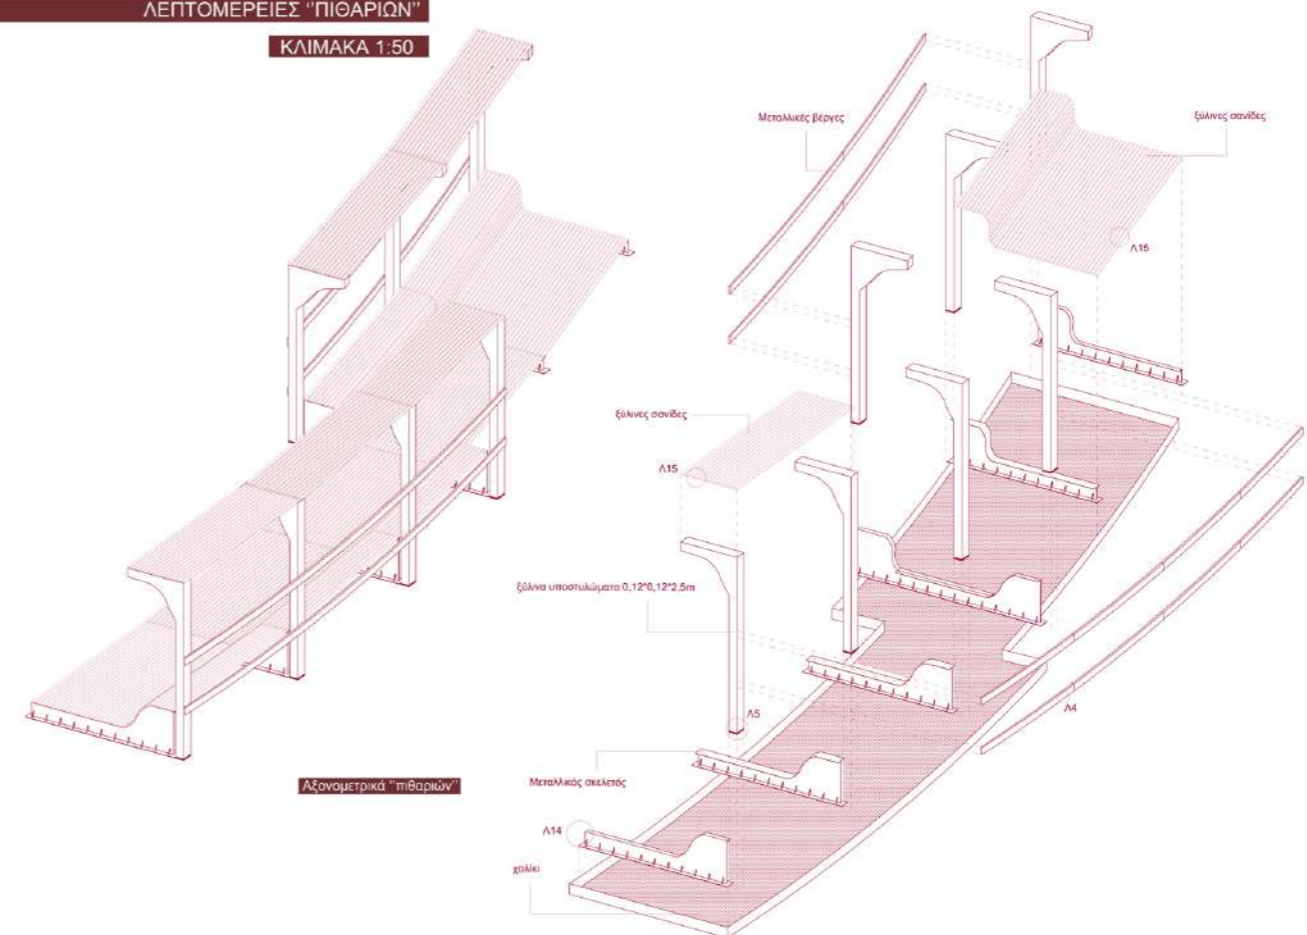 ΛΕΠΤΟΜΕΡΕΙΕΣ ‘‘ΠΙΘΑΡΙΩΝ’’
ΚΛΙΜΑΚΑ 1:50
Μεταλλικές βέργες
ξύλινες σανίδες
Λ15
ξύλινες σανίδες
Λ15
ξύλινα υποστυλώματα 0,12*0,12*2,5m
Λ5
Λ4
Αξονομετρικά ‘‘πιθαριών’’
Μεταλλικός σκελετός
Λ14
χαλίκι